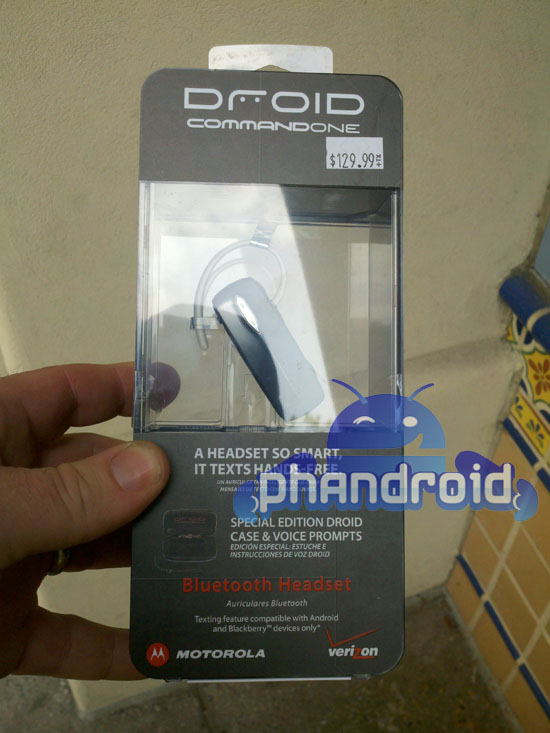 DROID
COMMANDONE
$129.99
A HEADSET SO SMART,
IT TEXTS HANDS-FREE.
SPECIAL EDITION DROID
CASE & VOICE PROMPTS
EDICIÓN ESPECIAL: ESTUCHE E
INSTRUCCIONES DE VOZ DROID
Bluetooth Headset
Auriculares Bluetooth
Texting feature compatible with Android
and Blackberry™ devices only*
MOTOROLA
verizon
phandroid